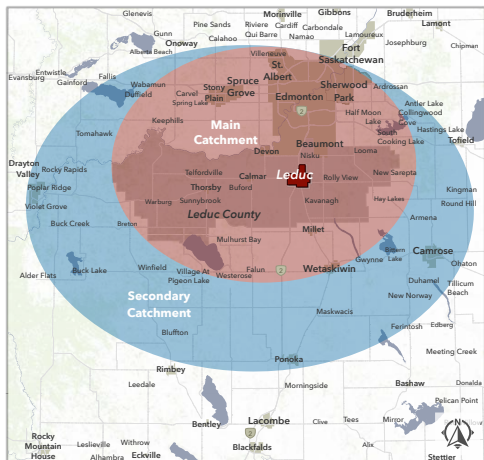 Glenevis
Morinville
Gibbons
Bruderheim
Gunn
Pine Sands
Riviere
Qui Barre
Cardiff
Carbondale
Lamont
Onoway
Calahoo
Namao
Lamoureux
Josephburg
Chipman
Alberta Beach
Villeneuve
Fort
Saskatchewan
Entwistle
Evansburg
Gainford
Fallis
Wabamun
Duffield
St.
Albert
Spruce
Grove
Stony
Plain
Carvel
Spring Lake
Edmonton
Sherwood
Park
Ardrossan
2
Half Moon
Lake
Antler Lake
Collingwood
Cove
Keephills
Main
Catchment
South
Cooking Lake
Hastings Lake
Tofield
Tomahawk
Devon
Beaumont
Nisku
Looma
Drayton
Valley
Rocky Rapids
Telfordville
Calmar
Leduc
Rolly View
New Sarepta
Poplar Ridge
Thorsby
Buford
Kingman
Violet Grove
Warburg
Sunnybrook
Kavanagh
Hey Lakes
Round Hill
Buck Creek
Breton
Leduc County
Armena
Millet
Mulhurst Bay
Bittern
Lake
Camrose
Alder Flats
Buck Lake
Winfield
Village At
Pigeon Lake
Westerose
Falun
2
Wetaskiwin
Gwynne
Ohaton
Duhamel
Tillicum
Beach
Secondary
Catchment
New Norway
Maskwacis
Bluffton
Ferintosh
Edberg
Ponoka
Meeting Creek
Rimbey
Leedale
Morningside
Bashaw
Donalda
Pelican Point
Bentley
Lacombe
Clive
Tees
Mirror
N
2
Rocky
Mountain
House
Leslieville
Withrow
Alhambra
Eckville
Blackfalds
Alix
Stettler